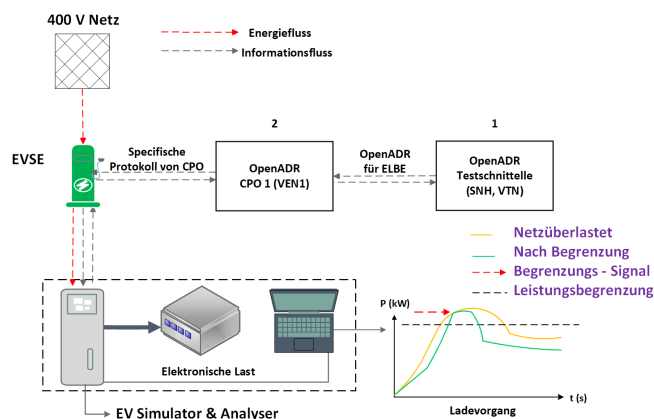 400 V Netz
Energiefluss
Informationsfluss
EVSE
Specifische
Protokoll von CPO
2
OpenADR
CPO 1 (VEN1)
OpenADR
für ELBE
1
OpenADR
Testschnittelle
(SNH, VTN)
Netzüberlastet
Nach Begrenzung
Begrenzungs - Signal
Leistungsbegrenzung
P (kW)
t (s)
Ladevorgang
Elektronische Last
EV Simulator & Analyser